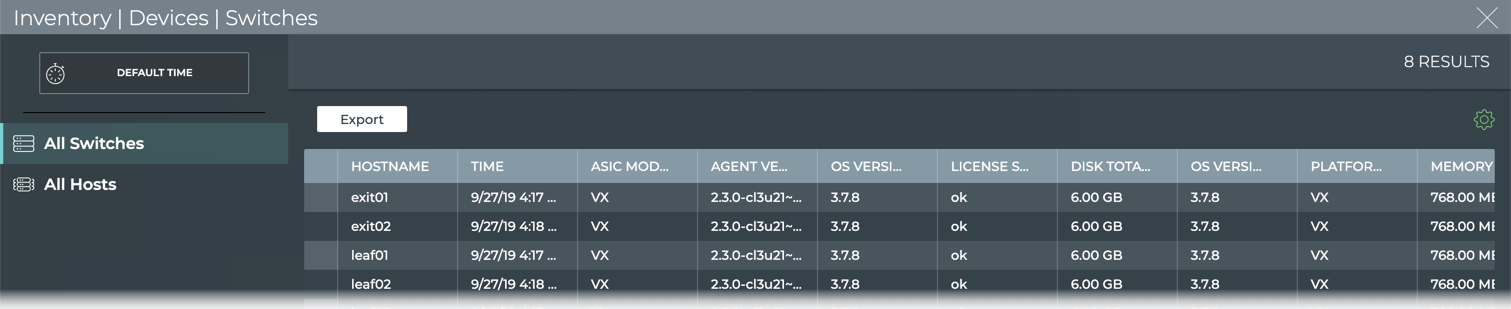 Inventory | Devices | Switches
DEFAULT TIME
8 RESULTS
All Switches
All Hosts
Export
HOSTNAME TIME ASIC MOD... AGENT VE... OS VERSI... LICENSE S... DISK TOTA... OS VERSI... PLATFOR... MEMORY
exit01 9/27/19 4:17 ... VX 2.3.0-cl3u21~... 3.7.8 ok 6.00 GB 3.7.8 VX 768.00 ME
exit02 9/27/19 4:18 ... VX 2.3.0-cl3u21~... 3.7.8 ok 6.00 GB 3.7.8 VX 768.00 ME
leaf01 9/27/19 4:17 ... VX 2.3.0-cl3u21~... 3.7.8 ok 6.00 GB 3.7.8 VX 768.00 ME
leaf02 9/27/19 4:18 ... VX 2.3.0-cl3u21~... 3.7.8 ok 6.00 GB 3.7.8 VX 768.00 ME